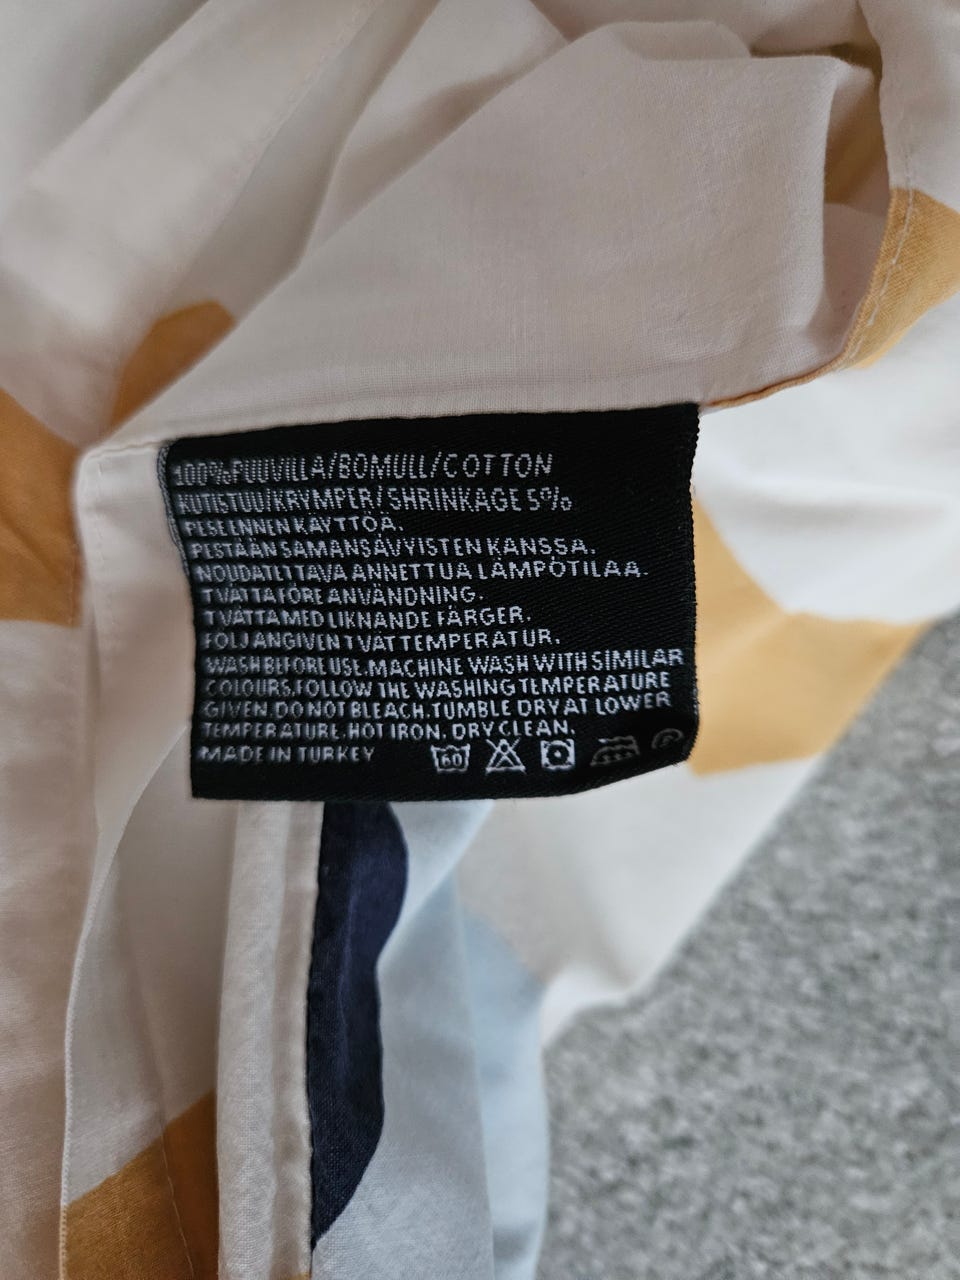 100% PUUVILLA/BOMULL/COTTON
KUTISTUU/KRYMPER/SHRINKAGE 5%
PESE ENNEN KÄYTTÖÄ.
PESTÄÄN SAMANSÄVYISTEN KANSSA.
NOUDATETTAVA ANNETTUA LÄMPÖTILAA.
TVÄTTA FÖRE ANVÄNDNING.
TVÄTTA MED LIKNANDE FÄRGER.
FÖLJ ANGIVEN TVÄTTEMPERATUR.
WASH BEFORE USE. MACHINE WASH WITH SIMILAR
COLOURS. FOLLOW THE WASHING TEMPERATURE
GIVEN. DO NOT BLEACH. TUMBLE DRY AT LOWER
TEMPERATURE. HOT IRON. DRY CLEAN.
MADE IN TURKEY 60 P